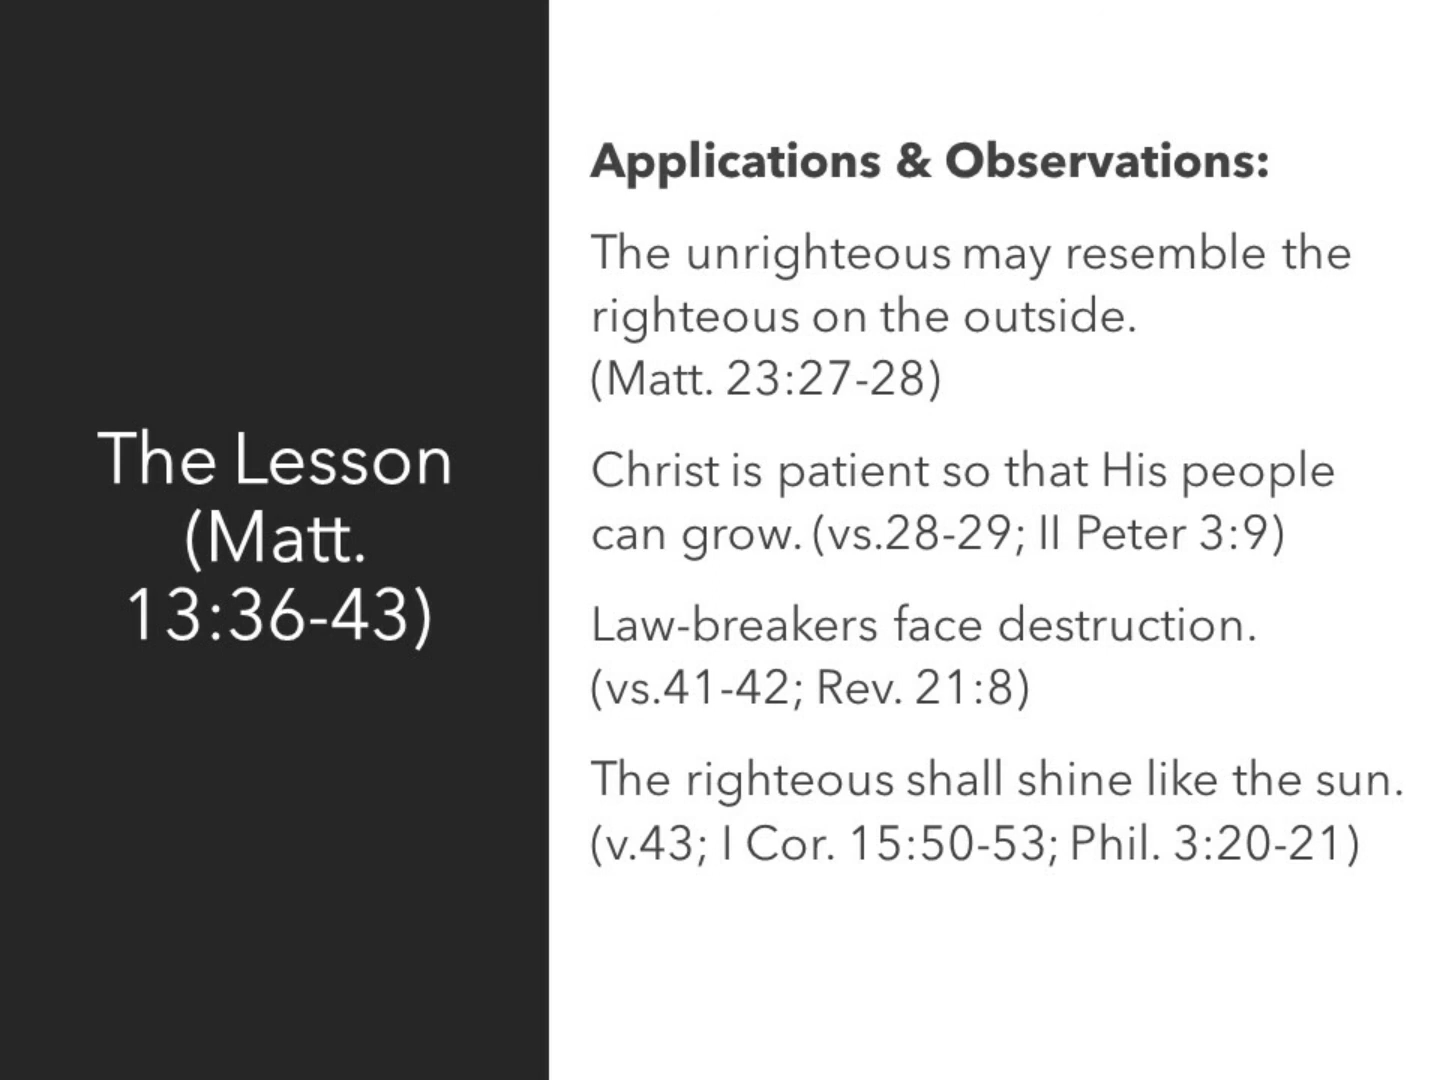 The Lesson
(Matt.
13:36-43)
Applications & Observations:
The unrighteous may resemble the
righteous on the outside.
(Matt. 23:27-28)
Christ is patient so that His people
can grow. (vs.28-29; II Peter 3:9)
Law-breakers face destruction.
(vs.41-42; Rev. 21:8)
The righteous shall shine like the sun.
(v.43; I Cor. 15:50-53; Phil. 3:20-21)